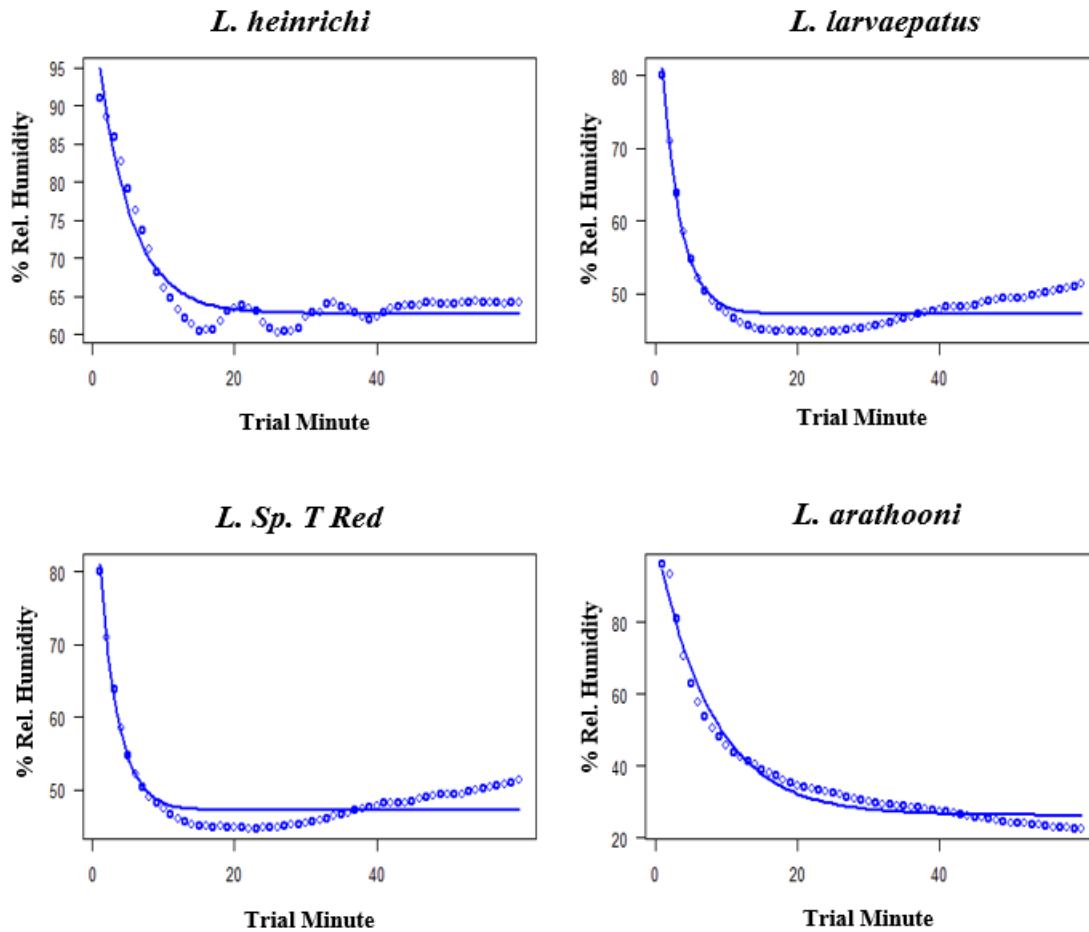 L. heinrichi
% Rel. Humidity
95
90
85
80
75
70
65
60
0 20 40
Trial Minute
L. larvaepatus
% Rel. Humidity
80
70
60
50
0 20 40
Trial Minute
L. Sp. T Red
% Rel. Humidity
80
70
60
50
0 20 40
Trial Minute
L. arathooni
% Rel. Humidity
80
60
40
20
0 20 40
Trial Minute